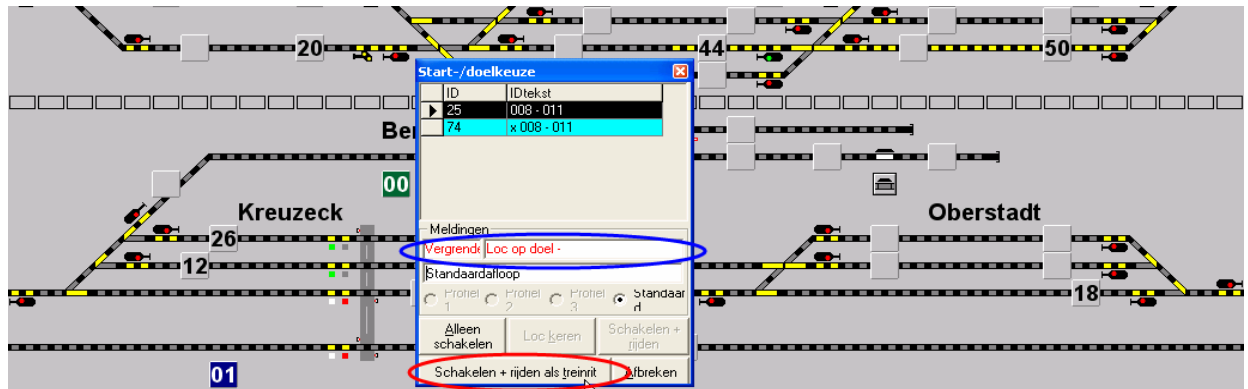 20
44
50
Start-/doelkeuze
ID IDtekst
25 008 - 011
74 x 008 - 011
Be
00
Kreuzeck
Oberstadt
Meldingen
26
Vergrende Loc op doel -
12
Standaardafloop
Profiel 1
Profiel 2
Profiel 3
Standaard
18
Alleen schakelen
Loc keren
Schakelen + rijden
01
Schakelen + rijden als treinrit
Afbreken